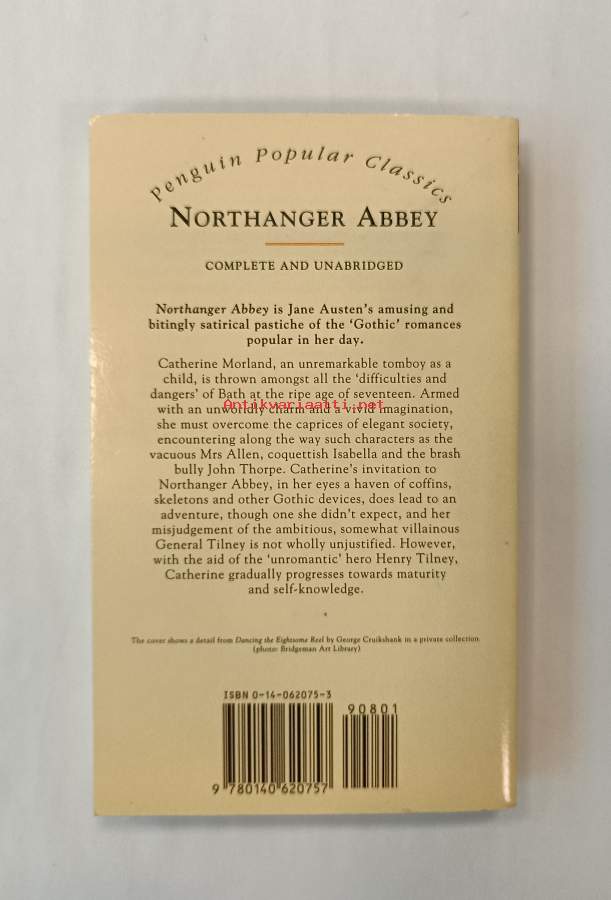 Penguin Popular Classics
NORTHANGER ABBEY
COMPLETE AND UNABRIDGED
Northanger Abbey is Jane Austen's amusing and
bitingly satirical pastiche of the 'Gothic' romances
popular in her day.
Catherine Morland, an unremarkable tomboy as a
child, is thrown amongst all the 'difficulties and
dangers' of Bath at the ripe age of seventeen. Armed
Antikvariaatti.net
with an unworldly charm and a vivid imagination,
she must overcome the caprices of elegant society,
encountering along the way such characters as the
vacuous Mrs Allen, coquettish Isabella and the brash
bully John Thorpe. Catherine's invitation to
Northanger Abbey, in her eyes a haven of coffins,
skeletons and other Gothic devices, does lead to an
adventure, though one she didn't expect, and her
misjudgement of the ambitious, somewhat villainous
General Tilney is not wholly unjustified. However,
with the aid of the 'unromantic' hero Henry Tilney,
Catherine gradually progresses towards maturity
and self-knowledge.
The cover shows a detail from Dancing the Eightsome Reel by George Cruikshank in a private collection.
(photo: Bridgeman Art Library)
ISBN 0-14-062075-3
90801
9 780140 620757